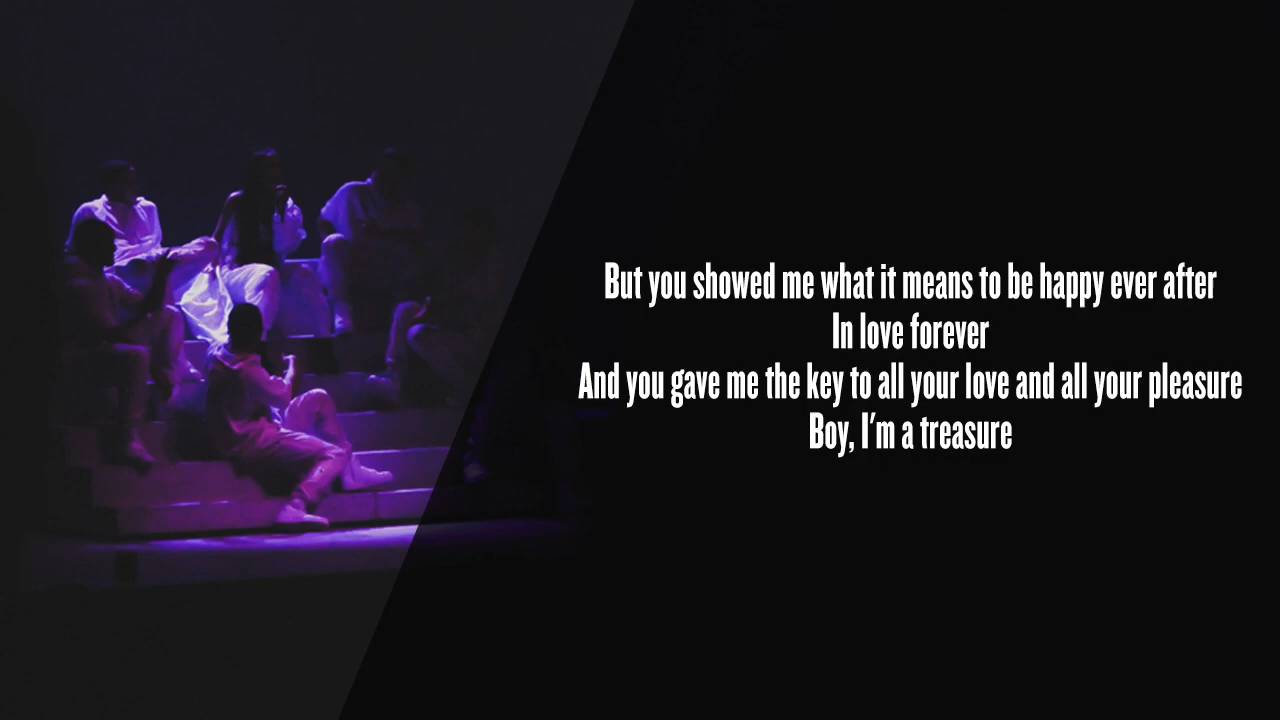 But you showed me what it means to be happy ever after
In love forever
And you gave me the key to all your love and all your pleasure
Boy, I'm a treasure